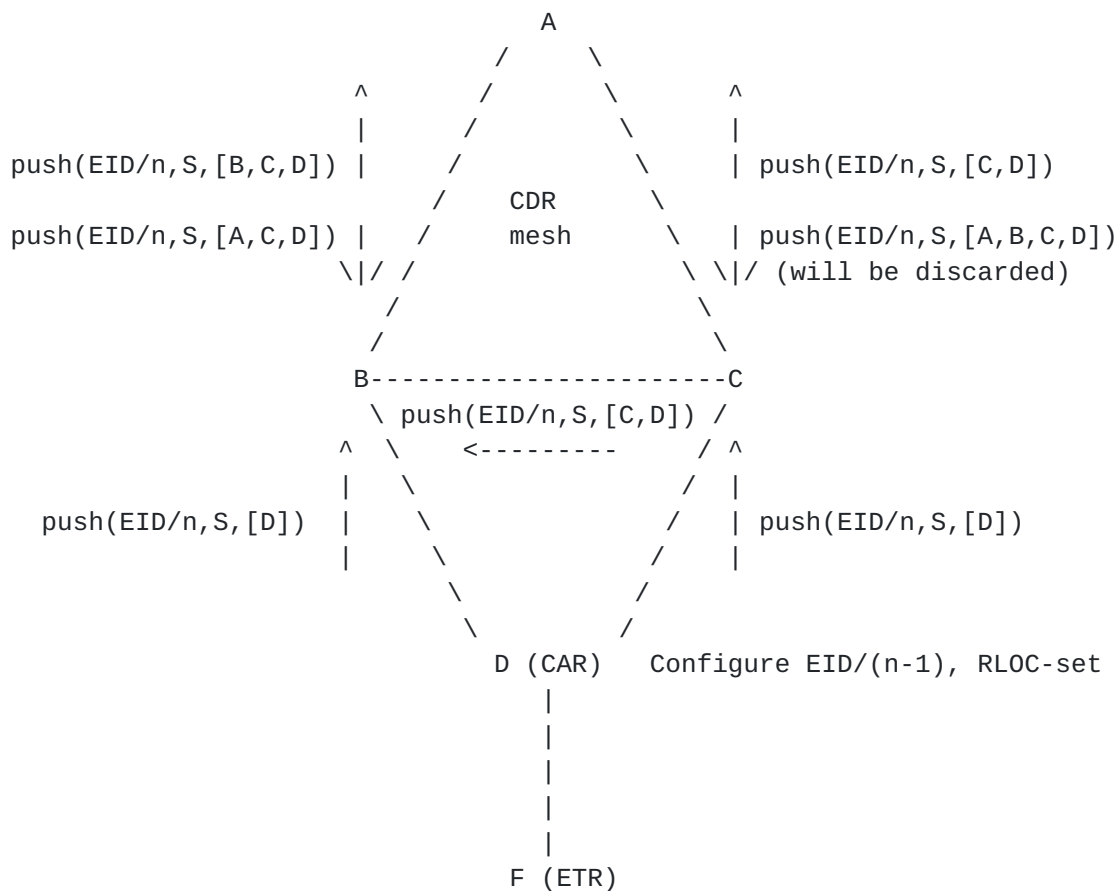 A
/ \
^ / \ ^
| / \ |
push(EID/n,S,[B,C,D]) | / \ | push(EID/n,S,[C,D])
/ CDR \
push(EID/n,S,[A,C,D]) | / mesh \ | push(EID/n,S,[A,B,C,D])
\|/ / \ \|/ (will be discarded)
/ \
/ \
B-----------------------C
\ push(EID/n,S,[C,D]) /
^ \ <--------- / ^
| \ / |
push(EID/n,S,[D]) | \ / | push(EID/n,S,[D])
| \ / |
\ /
\ /
D (CAR) Configure EID/(n-1), RLOC-set
|
|
|
|
|
F (ETR)